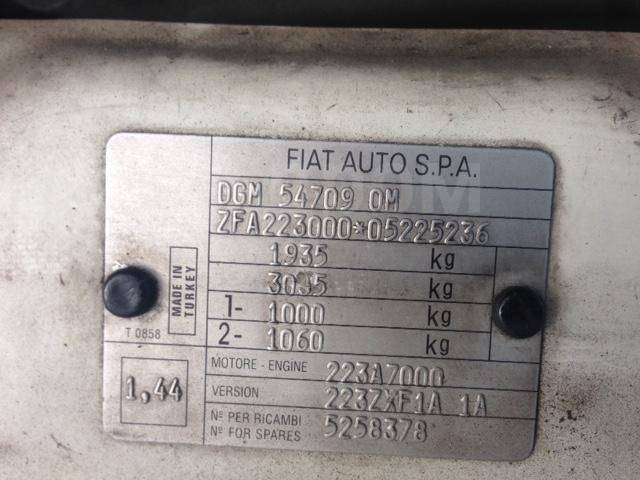 FIAT AUTO S.P.A.
DGM 54709 OM
ZFA223000*05225236
1935 kg
3035 kg
1- 1000 kg
2- 1060 kg
MADE IN TURKEY
T 0858
1,44
MOTORE - ENGINE 223A7000
VERSION 223ZXF1A 1A
Nº PER RICAMBI
Nº FOR SPARES 5258378